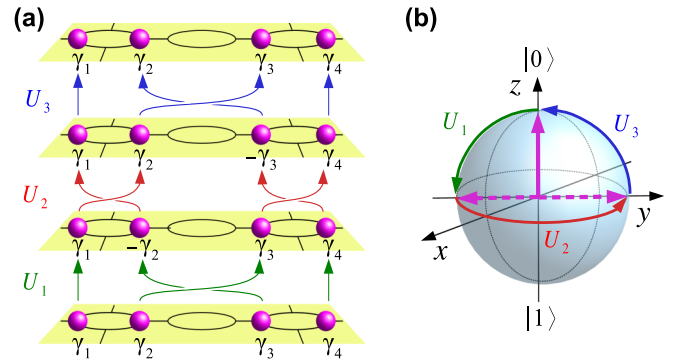 (a)
γ1 γ2 γ3 γ4
U3
γ1 γ2 -γ3 γ4
U2
γ1 -γ2 γ3 γ4
U1
γ1 γ2 γ3 γ4
(b)
|0⟩
z
U1
U3
y
x
U2
|1⟩